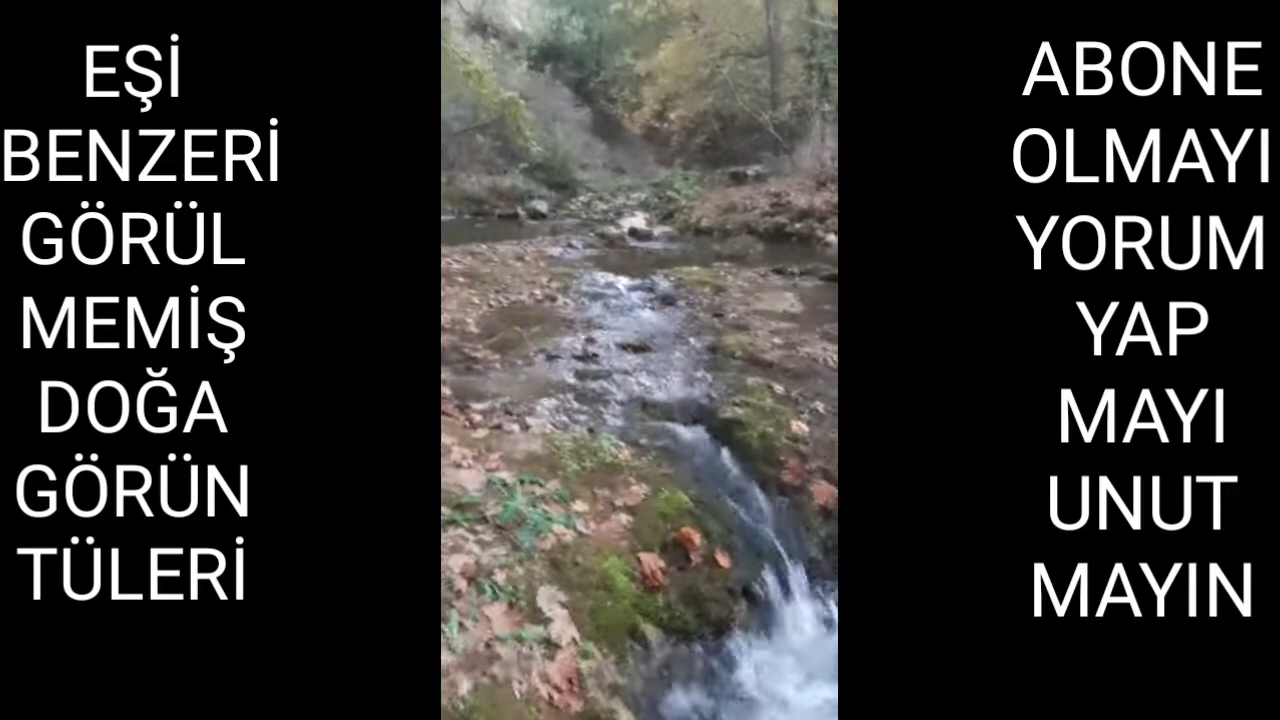 EŞİ
BENZERİ
GÖRÜL
MEMİŞ
DOĞA
GÖRÜN
TÜLERİ
ABONE
OLMAYI
YORUM
YAP
MAYI
UNUT
MAYIN